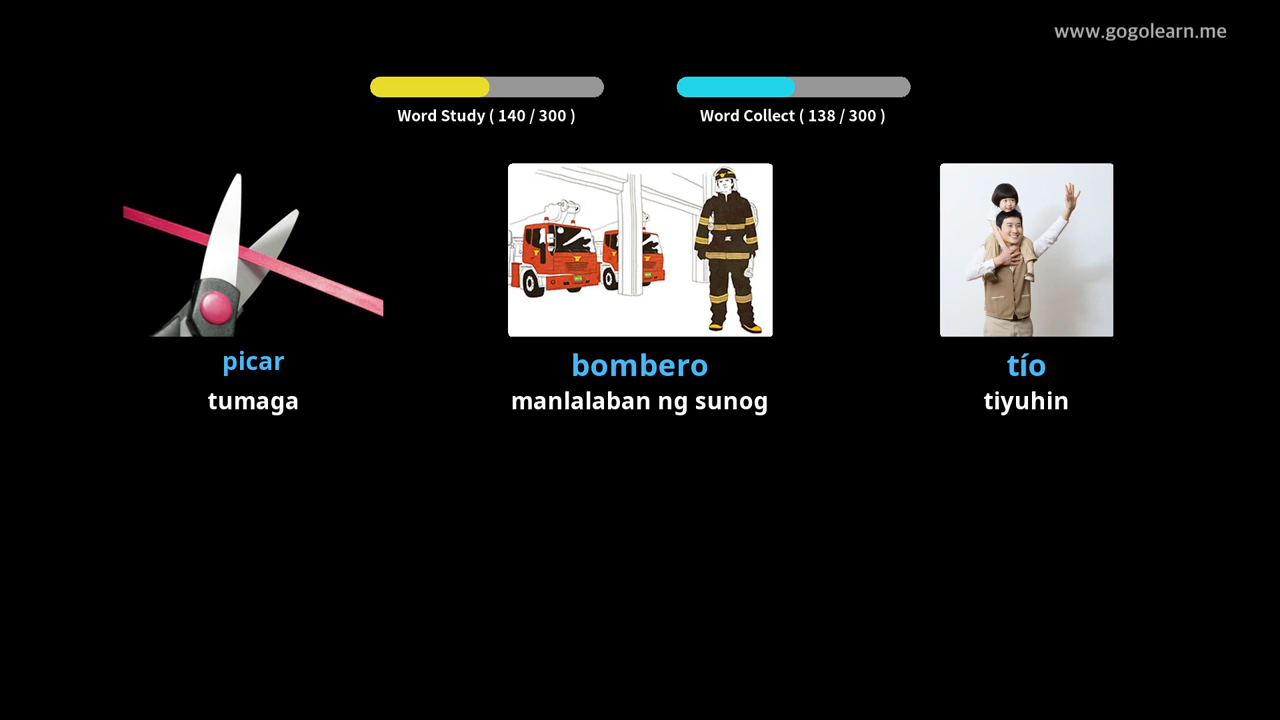 www.gogolearn.me
Word Study ( 140 / 300 )
Word Collect ( 138 / 300 )
picar
tumaga
bombero
manlalaban ng sunog
tío
tiyuhin